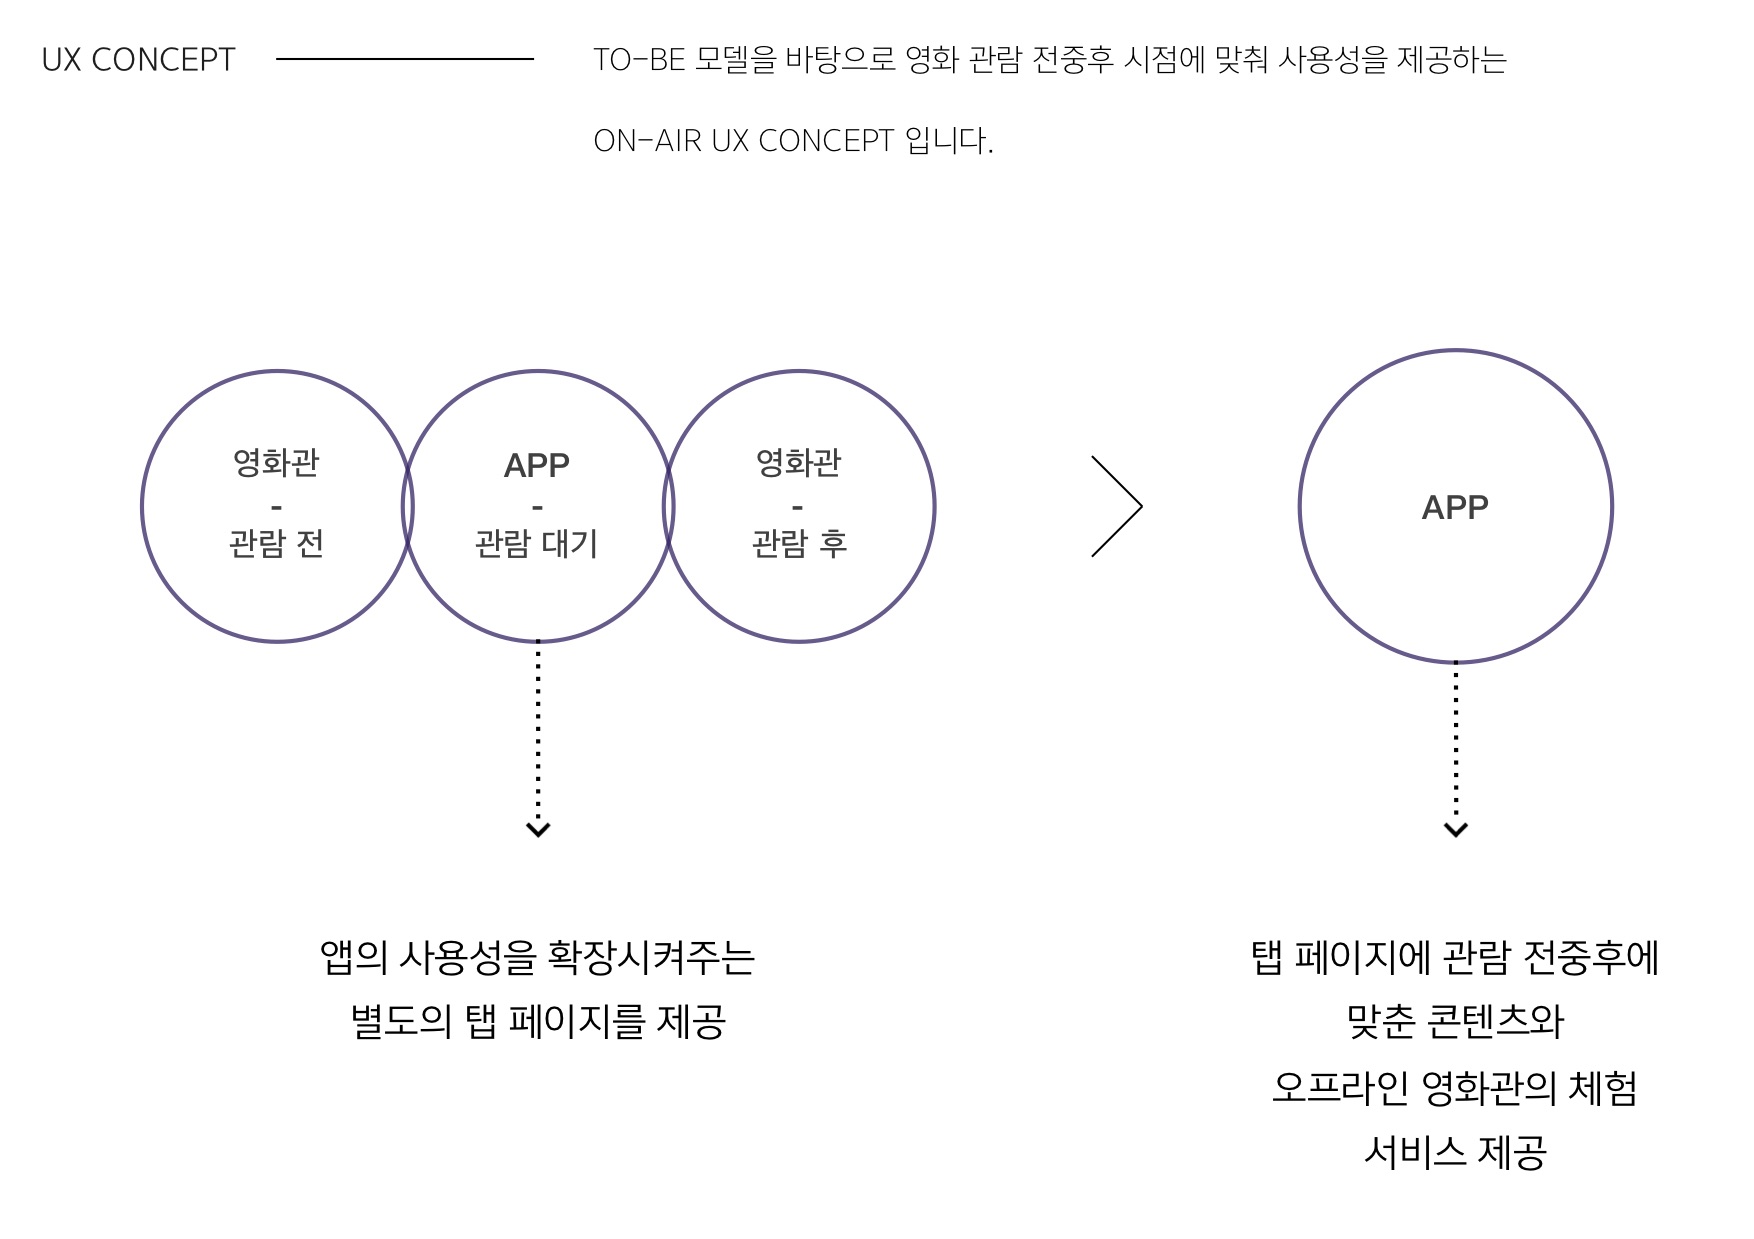 UX CONCEPT
TO-BE 모델을 바탕으로 영화 관람 전중후 시점에 맞춰 사용성을 제공하는
ON-AIR UX CONCEPT 입니다.
영화관
-
관람 전
APP
-
관람 대기
영화관
-
관람 후
APP
앱의 사용성을 확장시켜주는
별도의 탭 페이지를 제공
탭 페이지에 관람 전중후에
맞춘 콘텐츠와
오프라인 영화관의 체험
서비스 제공